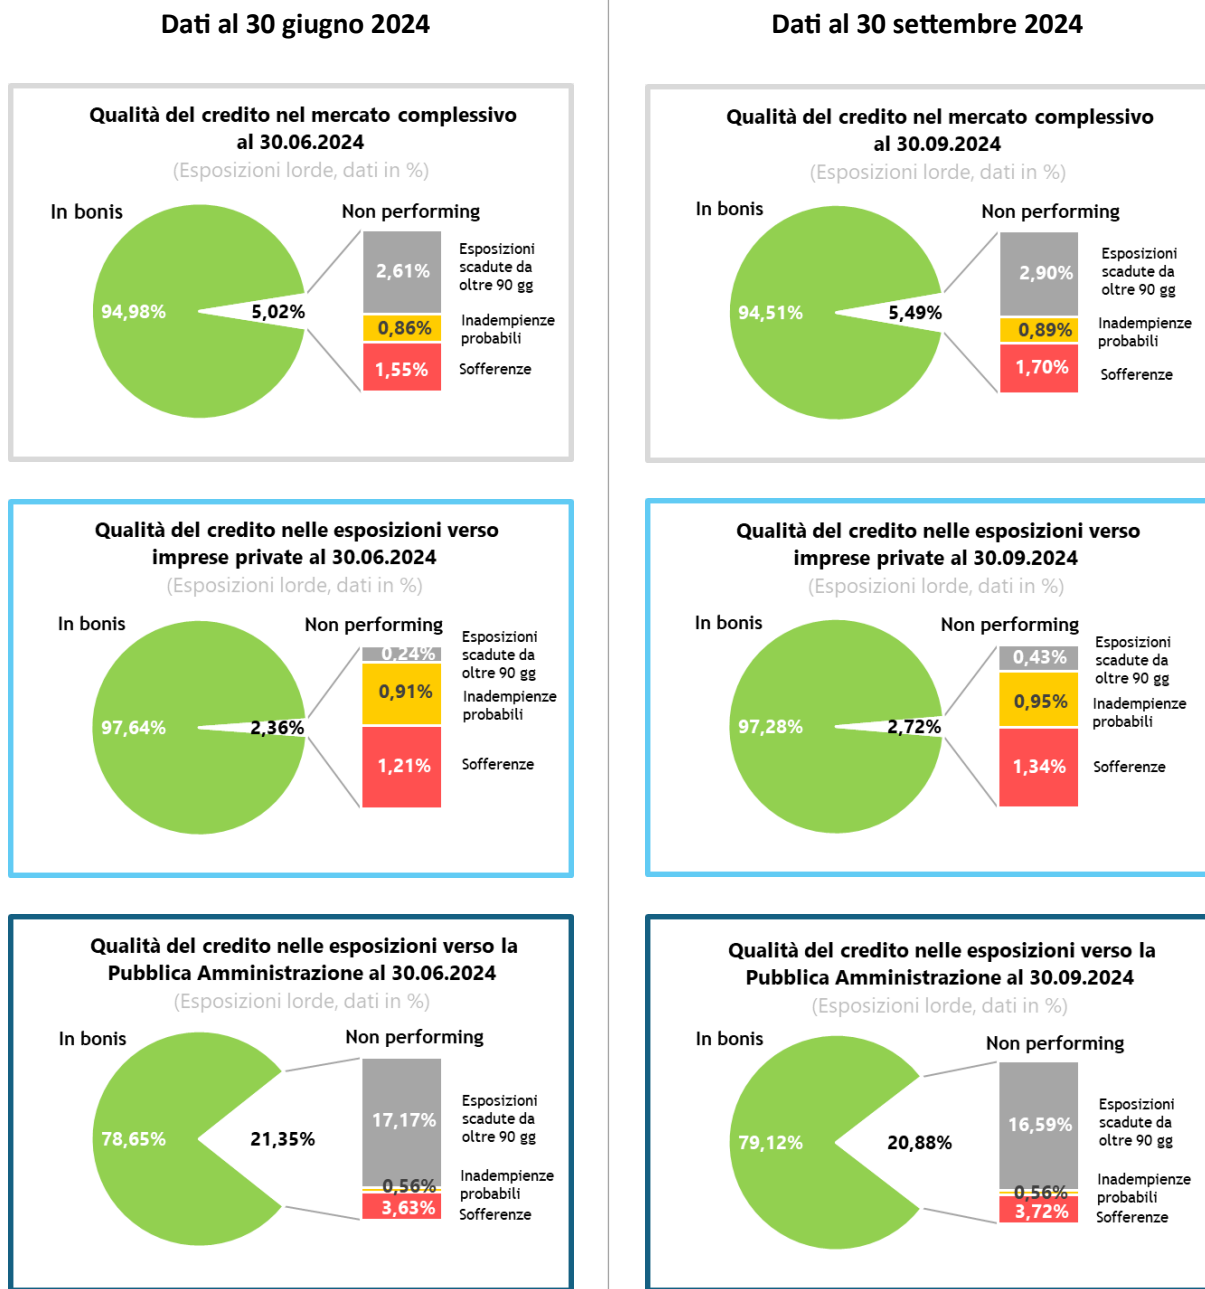 Dati al 30 giugno 2024
Qualità del credito nel mercato complessivo
al 30.06.2024
(Esposizioni lorde, dati in %)
In bonis
Non performing
94,98%
5,02%
2,61%
Esposizioni
scadute da
oltre 90 gg
0,86%
Inadempienze
probabili
1,55%
Sofferenze
Qualità del credito nelle esposizioni verso
imprese private al 30.06.2024
(Esposizioni lorde, dati in %)
In bonis
Non performing
97,64%
2,36%
0,24%
Esposizioni
scadute da
oltre 90 gg
0,91%
Inadempienze
probabili
1,21%
Sofferenze
Qualità del credito nelle esposizioni verso la
Pubblica Amministrazione al 30.06.2024
(Esposizioni lorde, dati in %)
In bonis
Non performing
78,65%
21,35%
17,17%
Esposizioni
scadute da
oltre 90 gg
0,56%
Inadempienze
probabili
3,63%
Sofferenze
Dati al 30 settembre 2024
Qualità del credito nel mercato complessivo
al 30.09.2024
(Esposizioni lorde, dati in %)
In bonis
Non performing
94,51%
5,49%
2,90%
Esposizioni
scadute da
oltre 90 gg
0,89%
Inadempienze
probabili
1,70%
Sofferenze
Qualità del credito nelle esposizioni verso
imprese private al 30.09.2024
(Esposizioni lorde, dati in %)
In bonis
Non performing
97,28%
2,72%
0,43%
Esposizioni
scadute da
oltre 90 gg
0,95%
Inadempienze
probabili
1,34%
Sofferenze
Qualità del credito nelle esposizioni verso la
Pubblica Amministrazione al 30.09.2024
(Esposizioni lorde, dati in %)
In bonis
Non performing
79,12%
20,88%
16,59%
Esposizioni
scadute da
oltre 90 gg
0,56%
Inadempienze
probabili
3,72%
Sofferenze